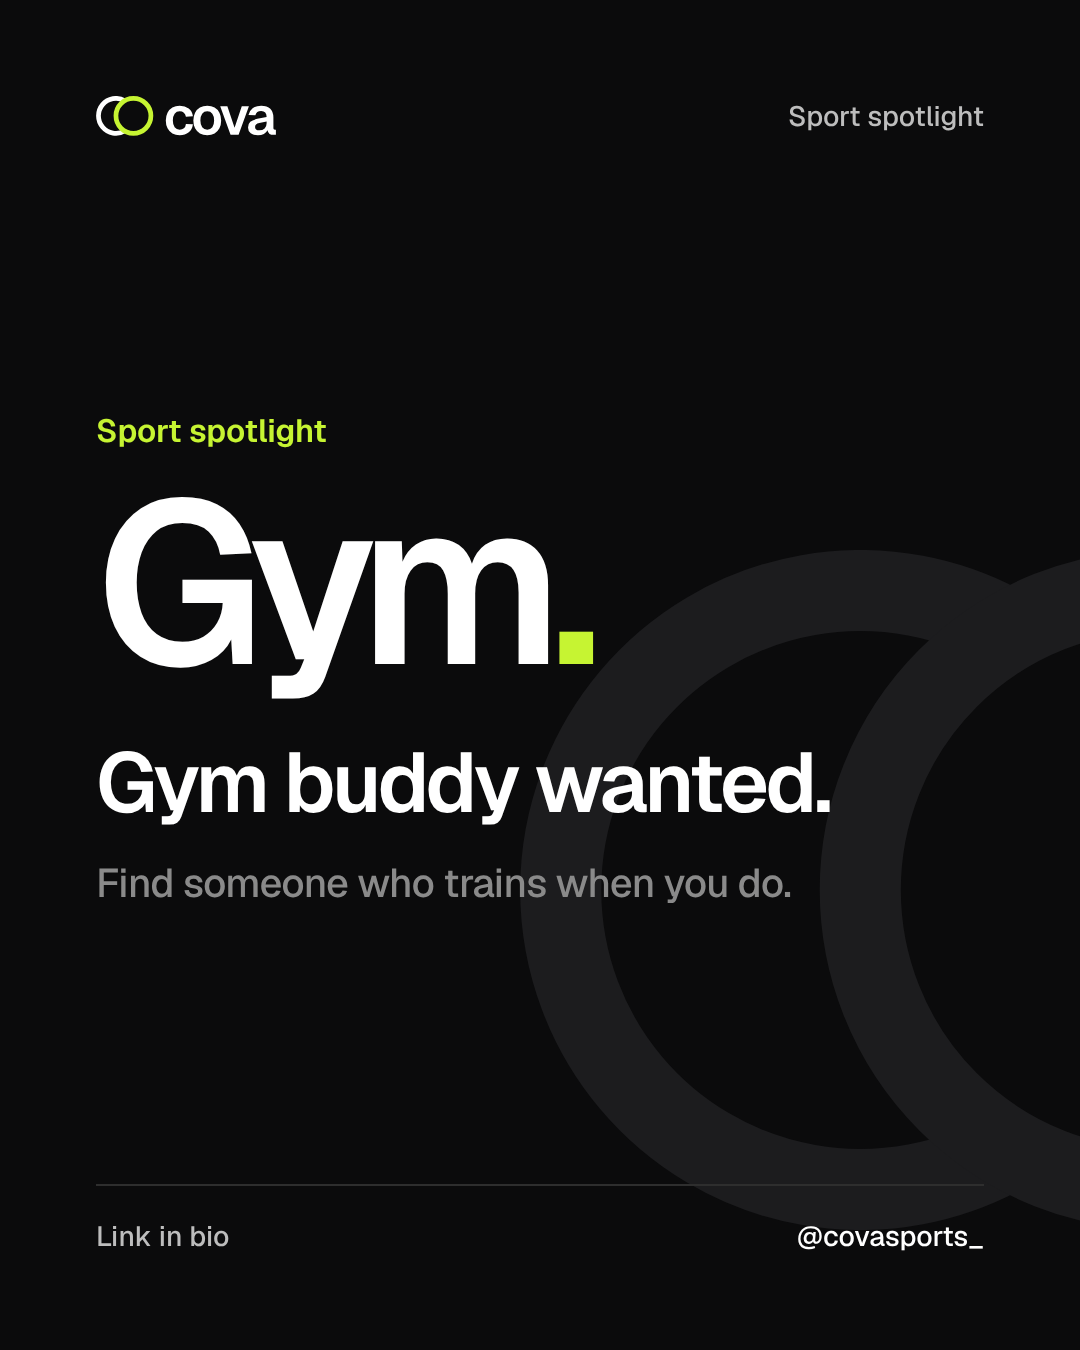 cova
Sport spotlight
Sport spotlight
Gym.
Gym buddy wanted.
Find someone who trains when you do.
Link in bio
@covasports_